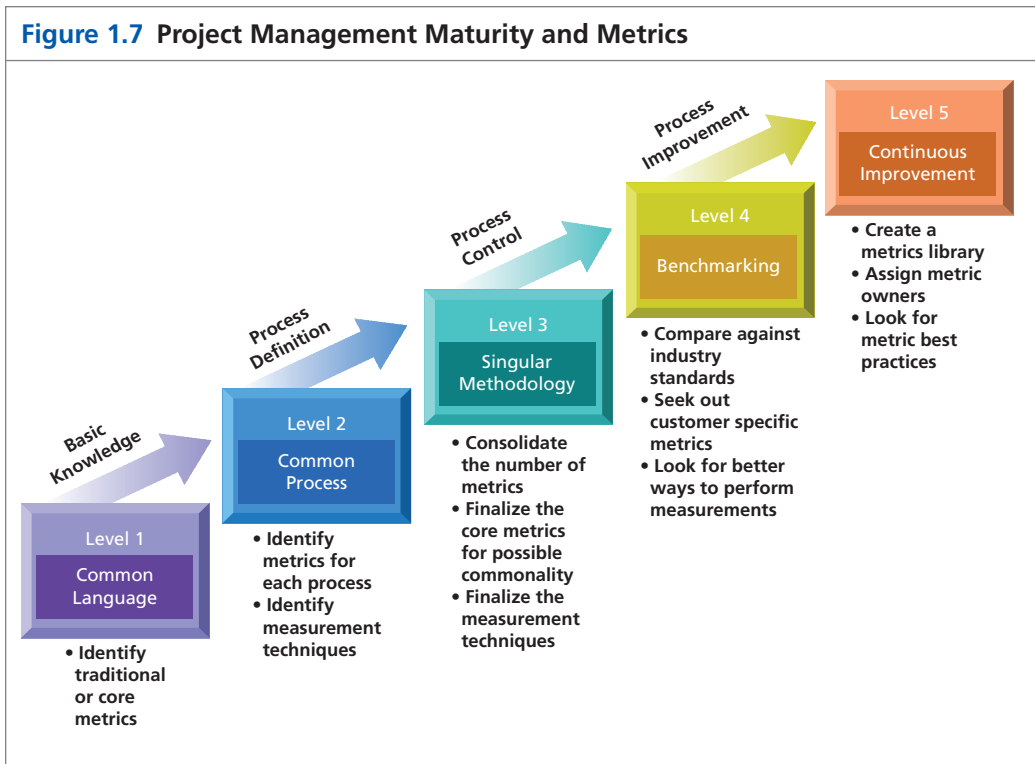 Figure 1.7 Project Management Maturity and Metrics
Basic
Knowledge
Level 1
Common
Language
• Identify
traditional
or core
metrics
Process
Definition
Level 2
Common
Process
• Identify
metrics for
each process
• Identify
measurement
techniques
Process
Control
Level 3
Singular
Methodology
• Consolidate
the number of
metrics
• Finalize the
core metrics
for possible
commonality
• Finalize the
measurement
techniques
Process
Improvement
Level 4
Benchmarking
• Compare against
industry
standards
• Seek out
customer specific
metrics
• Look for better
ways to perform
measurements
Level 5
Continuous
Improvement
• Create a
metrics library
• Assign metric
owners
• Look for
metric best
practices